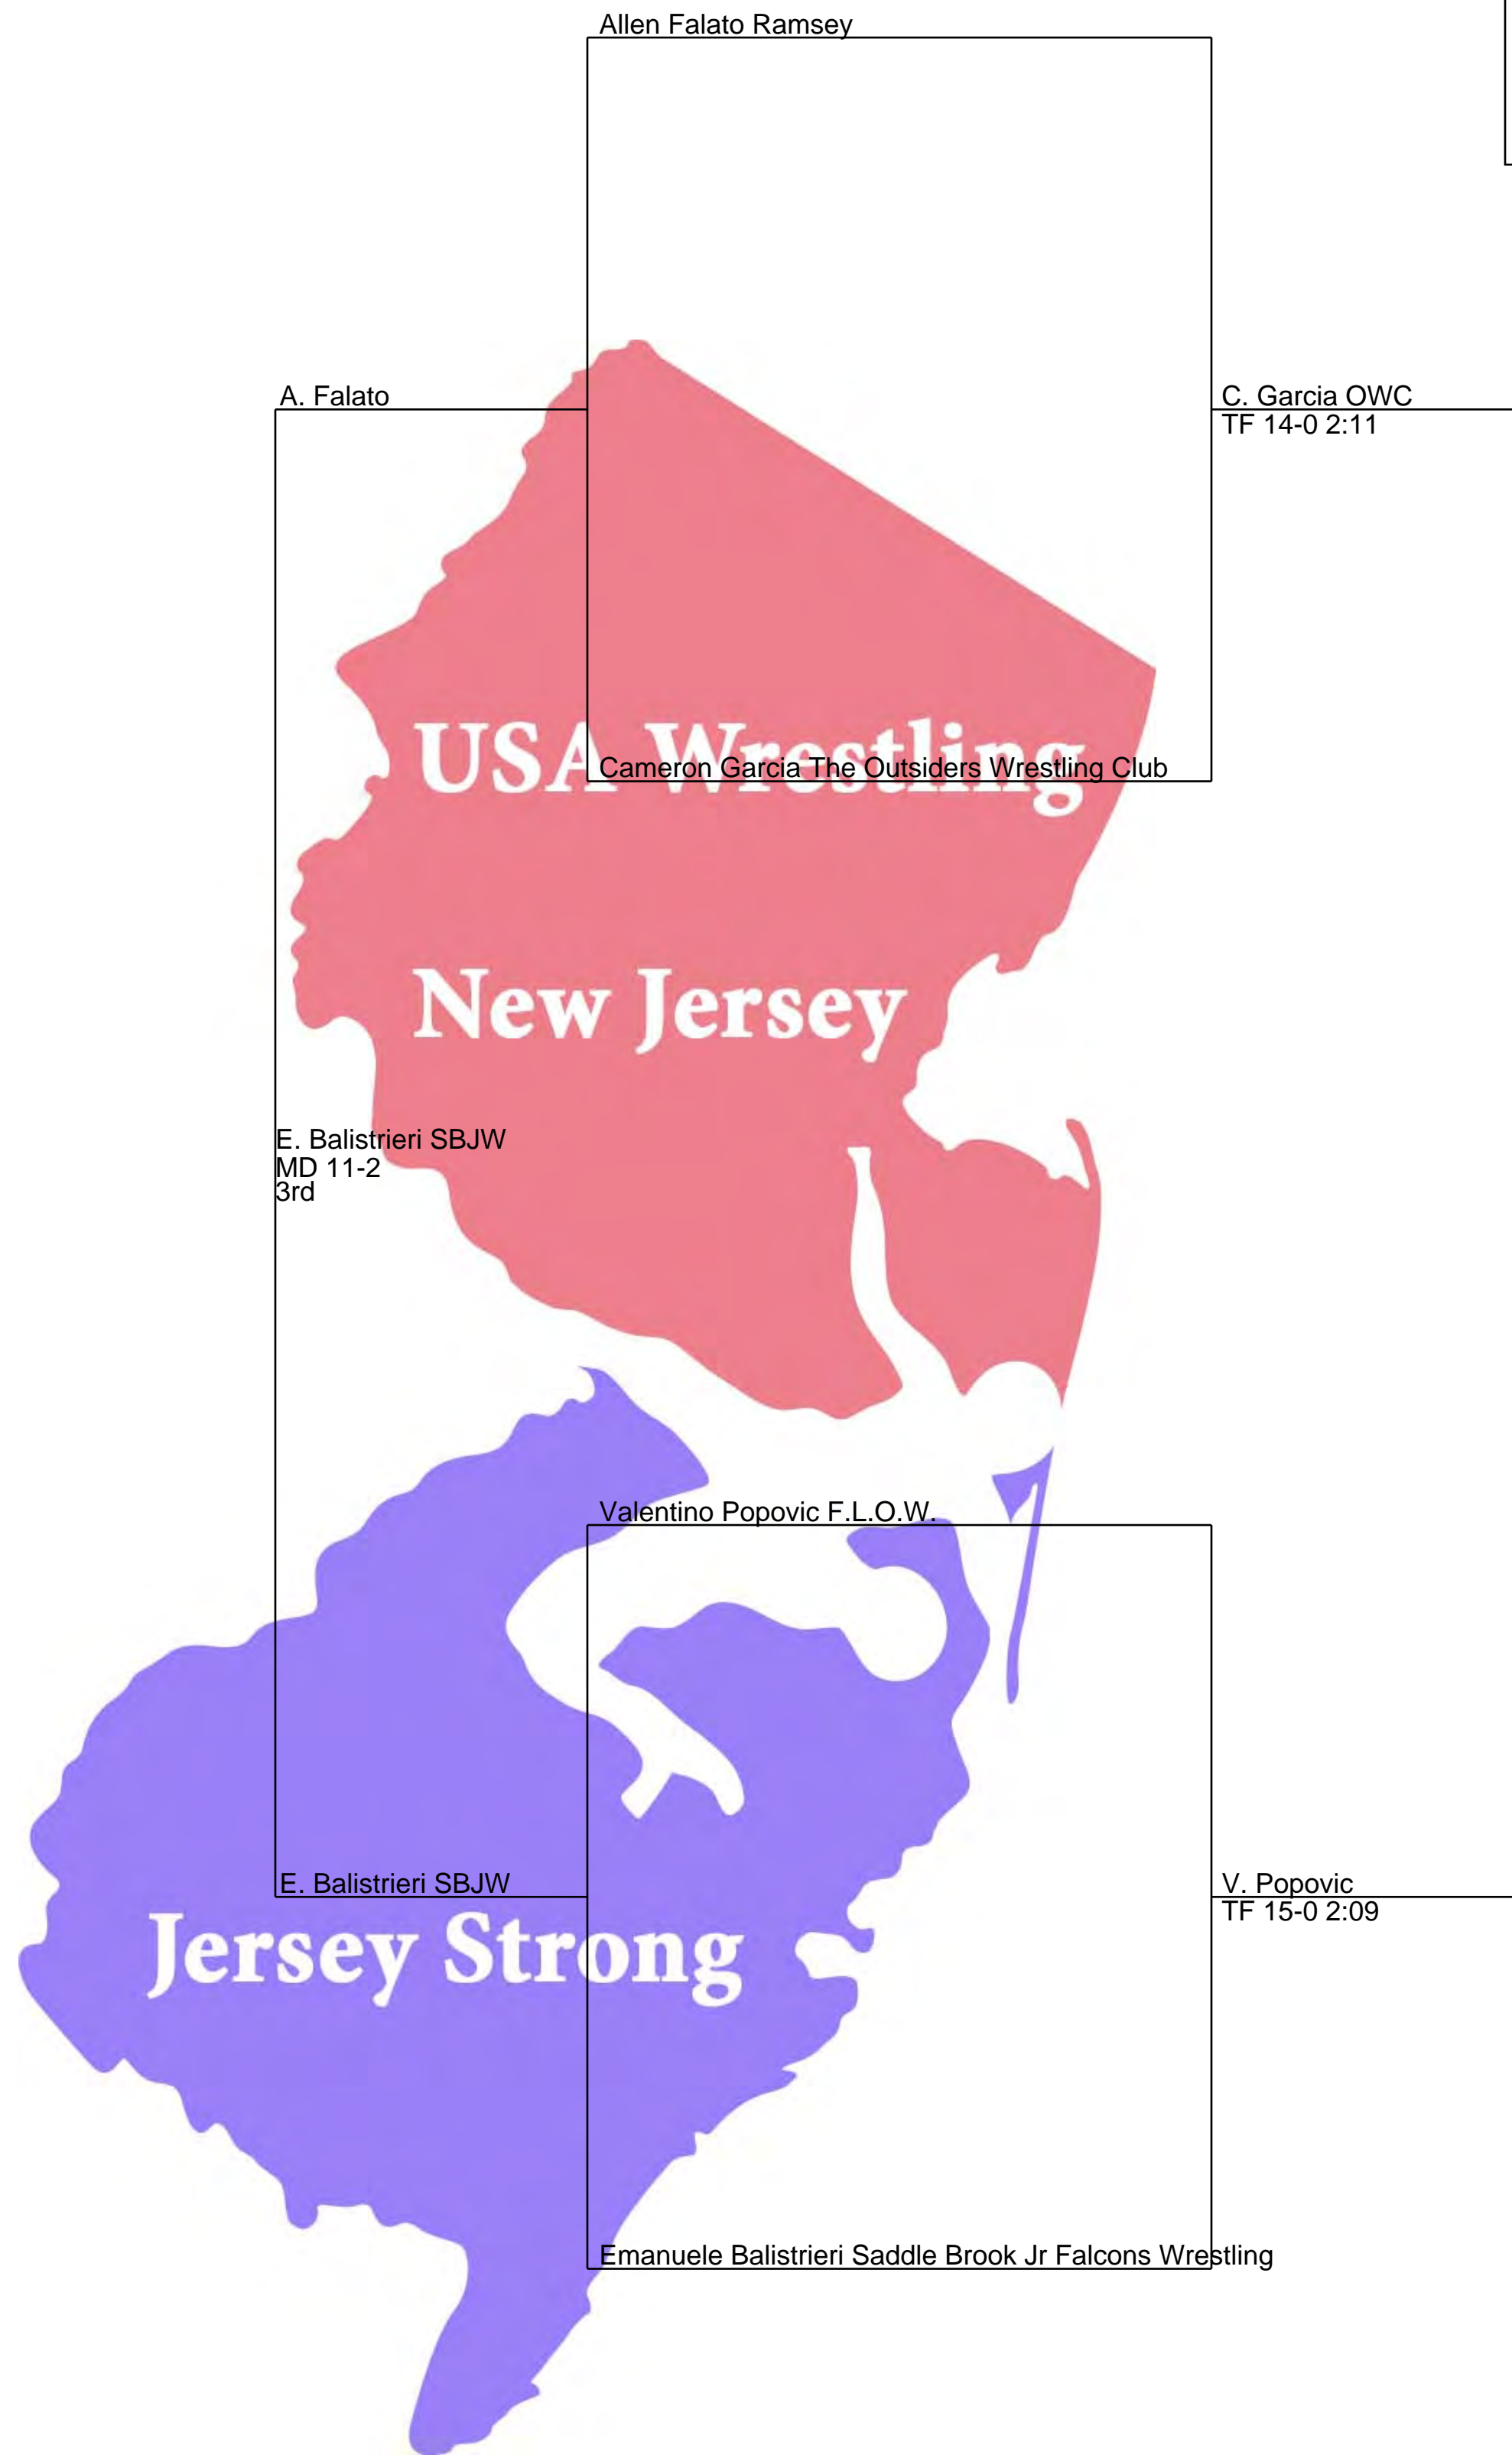 Allen Falato Ramsey
A. Falato
C. Garcia OWC
TF 14-0 2:11
USA Wrestling
Cameron Garcia The Outsiders Wrestling Club
New Jersey
E. Balistrieri SBJW
MD 11-2
3rd
Valentino Popovic F.L.O.W.
E. Balistrieri SBJW
V. Popovic
TF 15-0 2:09
Jersey Strong
Emanuele Balistrieri Saddle Brook Jr Falcons Wrestling